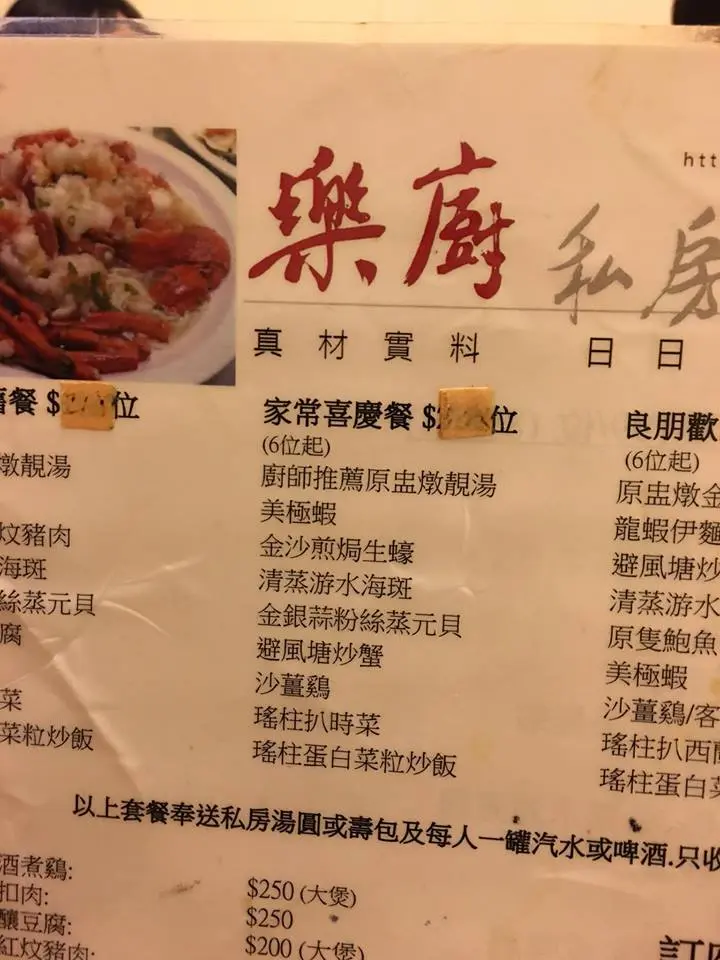 htt
樂廚 私房
真材實料 日日
餐 $ 位
燉靚湯
炆豬肉
海斑
絲蒸元貝
腐
菜
菜粒炒飯
家常喜慶餐 $ 位
(6位起)
廚師推薦原盅燉靚湯
美極蝦
金沙煎焗生蠔
清蒸游水海斑
金銀蒜粉絲蒸元貝
避風塘炒蟹
沙薑鷄
瑤柱扒時菜
瑤柱蛋白菜粒炒飯
良朋歡
(6位起)
原盅燉金
龍蝦伊麵
避風塘炒
清蒸游水
原隻鮑魚
美極蝦
沙薑鷄/客
瑤柱扒西蘭
瑤柱蛋白菜
以上套餐奉送私房湯圓或壽包及每人一罐汽水或啤酒.只收
酒煮鷄:
扣肉: $250 (大煲)
釀豆腐: $250
紅炆豬肉: $200 (大煲)
訂